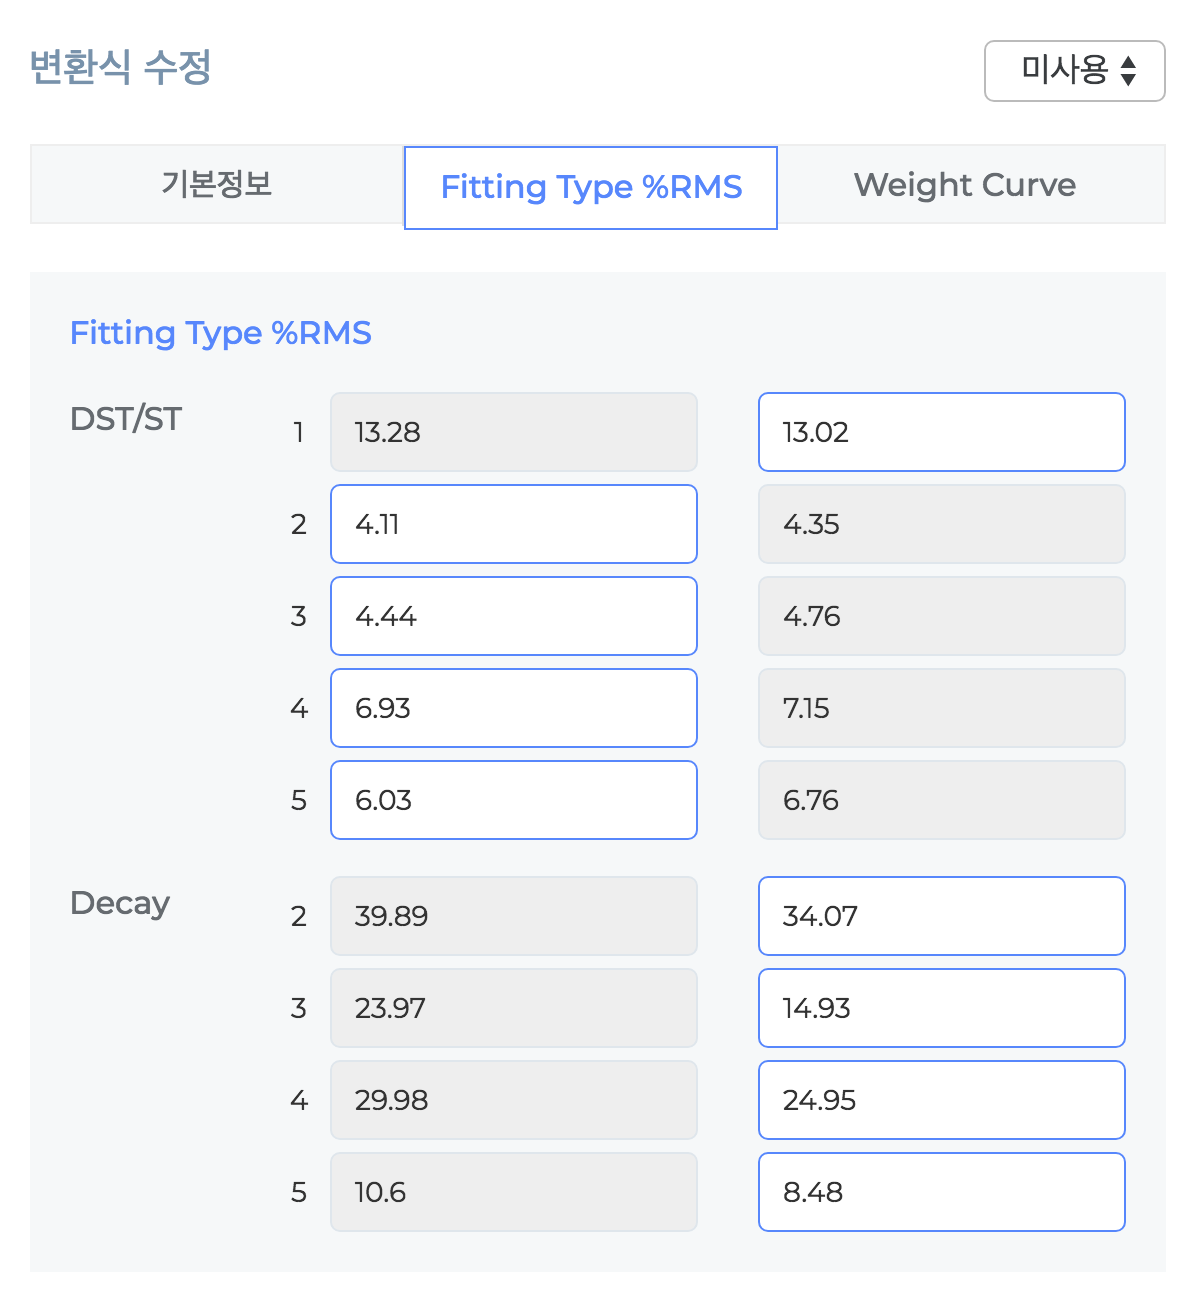 변환식 수정
미사용
기본정보 Fitting Type %RMS Weight Curve
Fitting Type %RMS
DST/ST
1 13.28 13.02
2 4.11 4.35
3 4.44 4.76
4 6.93 7.15
5 6.03 6.76
Decay
2 39.89 34.07
3 23.97 14.93
4 29.98 24.95
5 10.6 8.48